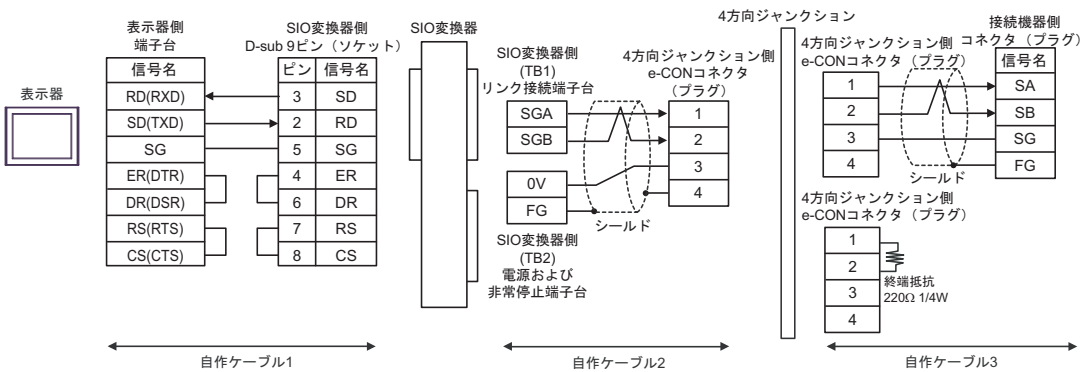 表示器
表示器側
端子台
信号名
RD(RXD)
SD(TXD)
SG
ER(DTR)
DR(DSR)
RS(RTS)
CS(CTS)
SIO変換器側
D-sub 9ピン（ソケット）
ピン 信号名
3 SD
2 RD
5 SG
4 ER
6 DR
7 RS
8 CS
自作ケーブル1
SIO変換器
SIO変換器側
(TB1)
リンク接続端子台
SGA
SGB
0V
FG
SIO変換器側
(TB2)
電源および
非常停止端子台
シールド
4方向ジャンクション側
e-CONコネクタ
（プラグ）
1
2
3
4
自作ケーブル2
4方向ジャンクション
4方向ジャンクション側
e-CONコネクタ（プラグ）
1
2
3
4
シールド
接続機器側
コネクタ（プラグ）
信号名
SA
SB
SG
FG
4方向ジャンクション側
e-CONコネクタ（プラグ）
1
2
3
4
終端抵抗
220Ω 1/4W
自作ケーブル3